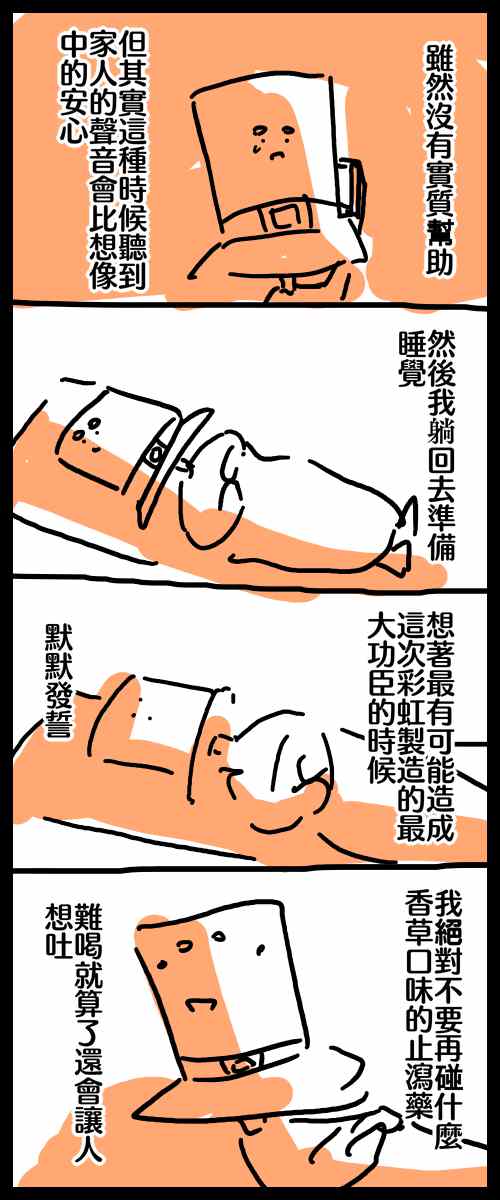 雖然沒有實質幫助
但其實這種時候聽到
家人的聲音會比想像
中的安心
然後我躺回去準備
睡覺
想著最有可能造成
這次彩虹製造的最
大功臣的時候
默默發誓
我絕對不要再碰什麼
香草口味的止瀉藥
難喝就算了還會讓人
想吐